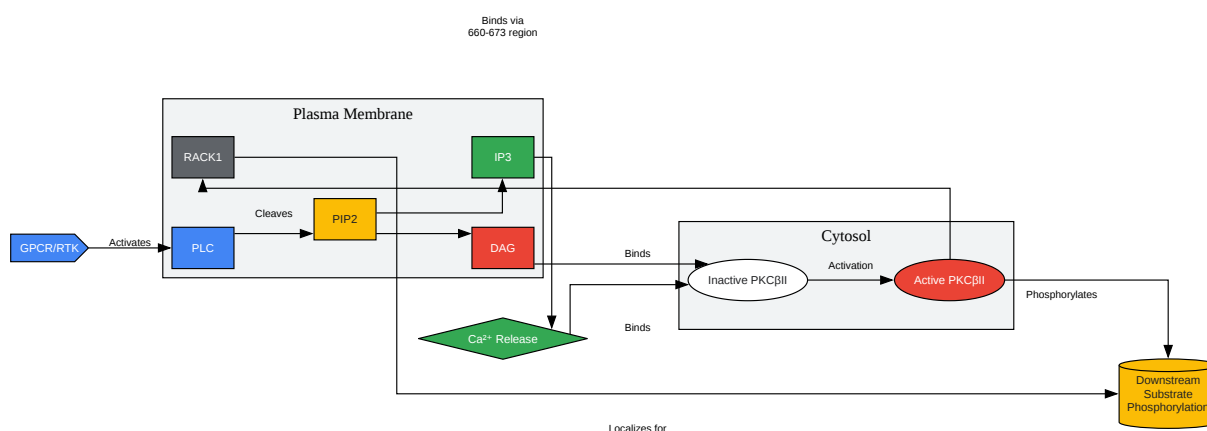 Binds via
660-673 region
Plasma Membrane
RACK1
IP3
Cleaves
PIP2
GPCR/RTK
Activates
PLC
DAG
Binds
Cytosol
Inactive PKCβII
Activation
Active PKCβII
Phosphorylates
Binds
Ca²⁺ Release
Downstream
Substrate
Phosphorylation
Localizes for